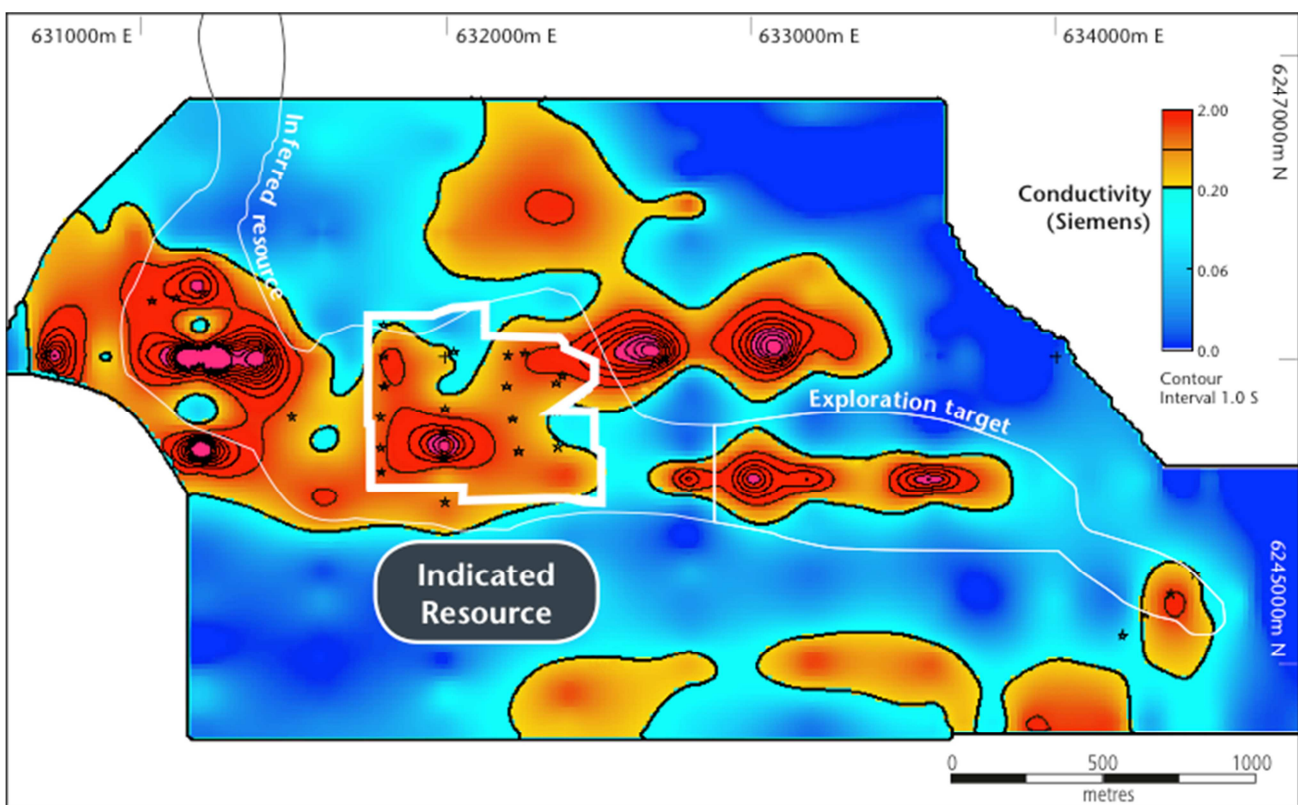 631000m E
632000m E
633000m E
634000m E
6247000m N
Inferred resource
Conductivity
(Siemens)
2.00
0.20
0.06
0.0
Contour
Interval 1.0 S
Exploration target
Indicated
Resource
6245000m N
0
500
1000
metres